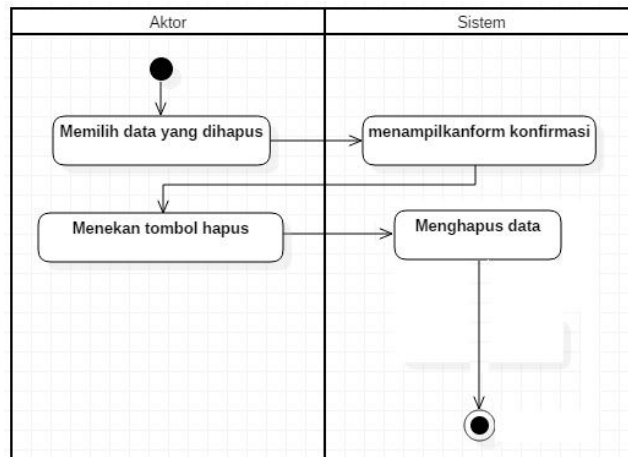 Aktor
Sistem
Memilih data yang dihapus
menampilkanform konfirmasi
Menekan tombol hapus
Menghapus data